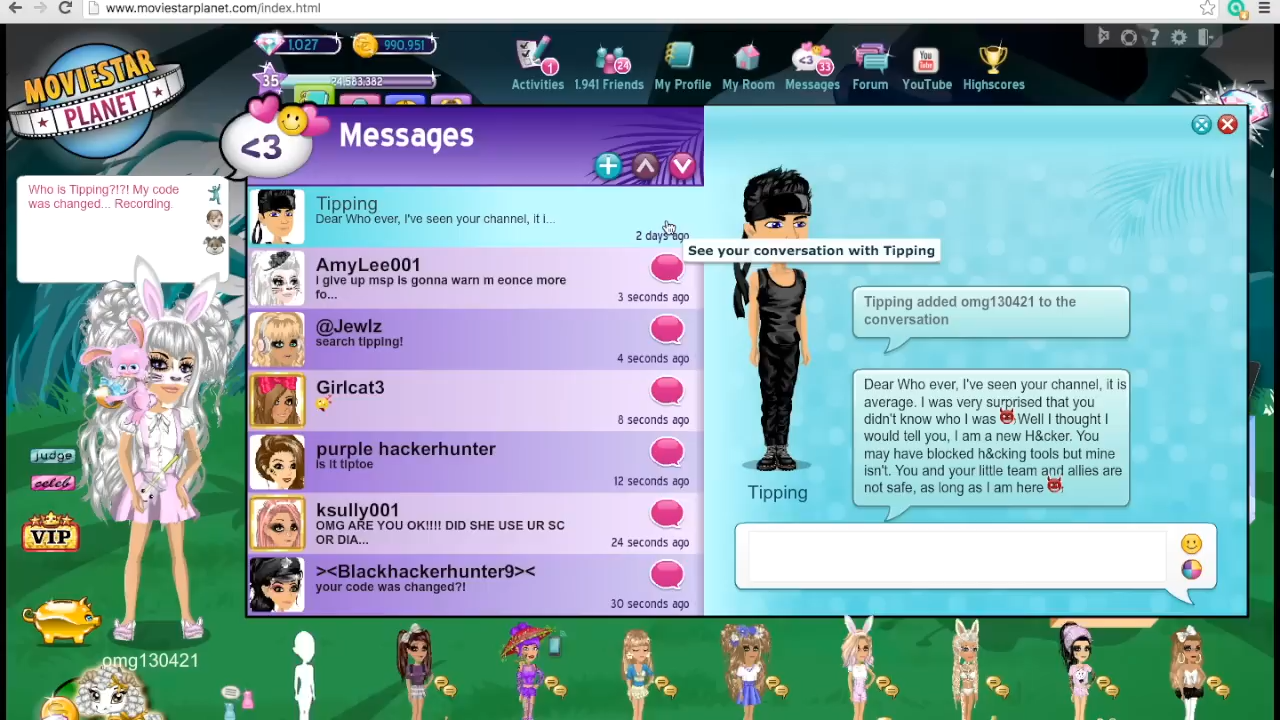 www.moviestarplanet.com/index.html
MOVIESTAR
PLANET
1,027
990,951
35
24,583,382
1
24
33
Activities
1.941 Friends
My Profile
My Room
Messages
Forum
YouTube
Highscores
<3
Messages
Who is Tipping?!?! My code
was changed... Recording.
Tipping
Dear Who ever, I've seen your channel, it i...
2 days ago
See your conversation with Tipping
AmyLee001
I give up msp is gonna warn m eonce more
fo...
3 seconds ago
@Jewlz
search tipping!
4 seconds ago
Girlcat3
8 seconds ago
purple hackerhunter
is it tiptoe
12 seconds ago
ksully001
OMG ARE YOU OK!!!! DID SHE USE UR SC
OR DIA...
24 seconds ago
><Blackhackerhunter9><
your code was changed?!
30 seconds ago
Tipping added omg130421 to the
conversation
Dear Who ever, I've seen your channel, it is
average. I was very surprised that you
didn't know who I was Well I thought I
would tell you, I am a new H&cker. You
may have blocked h&cking tools but mine
isn't. You and your little team and allies are
not safe, as long as I am here
Tipping
judge
celeb
VIP
omg130421